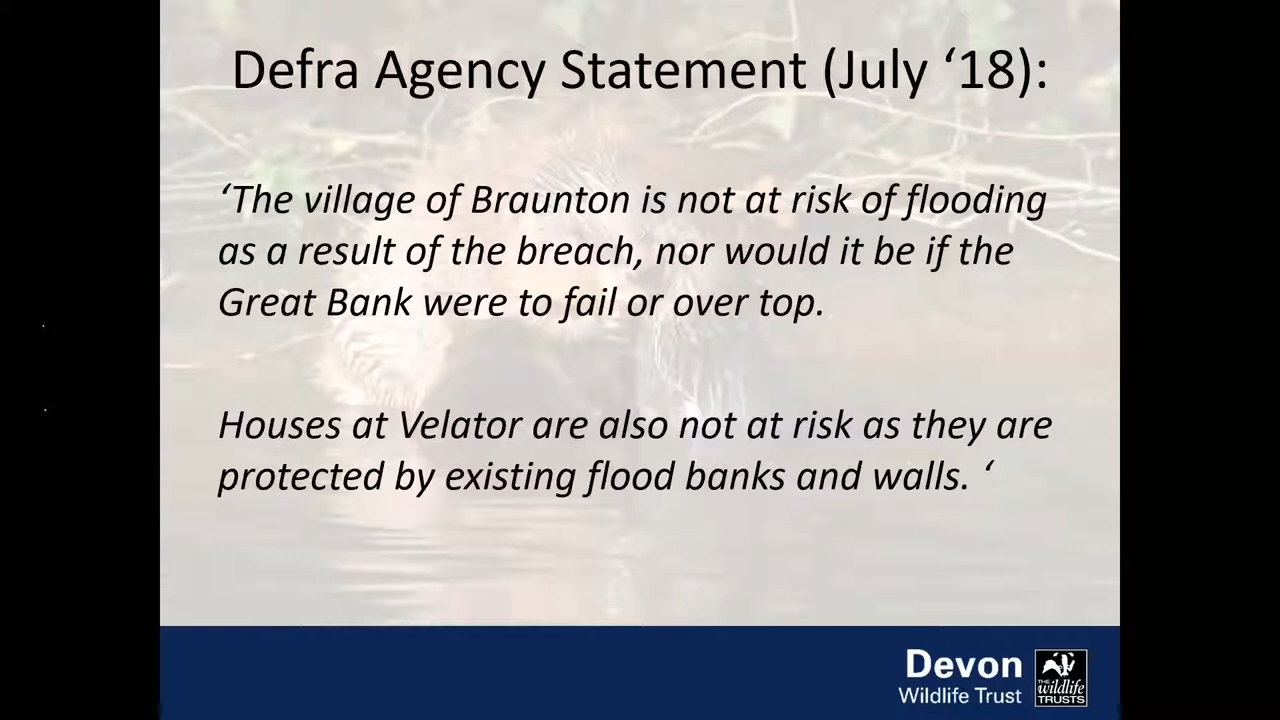 Defra Agency Statement (July ‘18):
‘The village of Braunton is not at risk of flooding
as a result of the breach, nor would it be if the
Great Bank were to fail or over top.
Houses at Velator are also not at risk as they are
protected by existing flood banks and walls. ‘
Devon
Wildlife Trust
THE
wildlife
TRUSTS